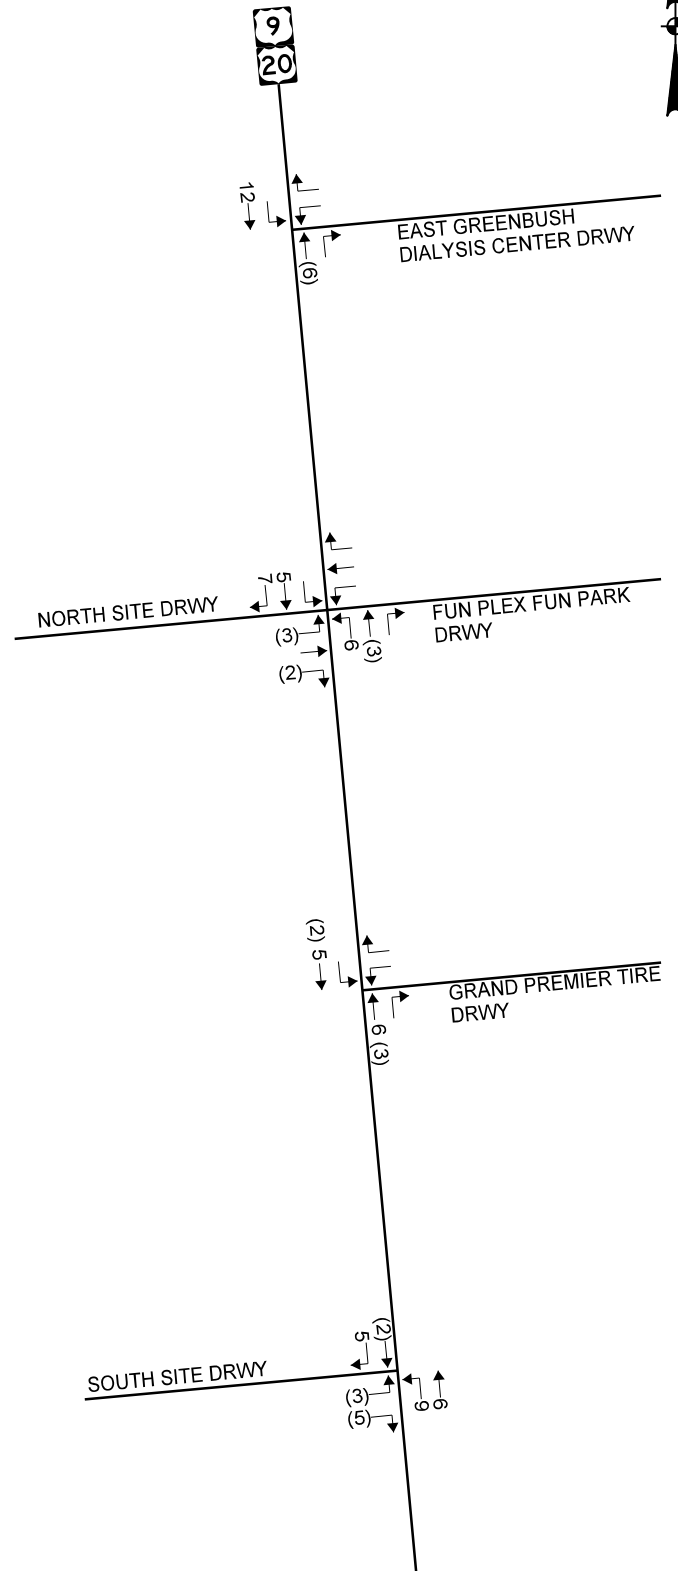 9
20
12
EAST GREENBUSH
DIALYSIS CENTER DRWY
(6)
7
5
NORTH SITE DRWY
FUN PLEX FUN PARK
DRWY
(3)
6
(3)
(2)
(2) 5
GRAND PREMIER TIRE
DRWY
6 (3)
5
(2)
SOUTH SITE DRWY
(3)
(5)
9
6